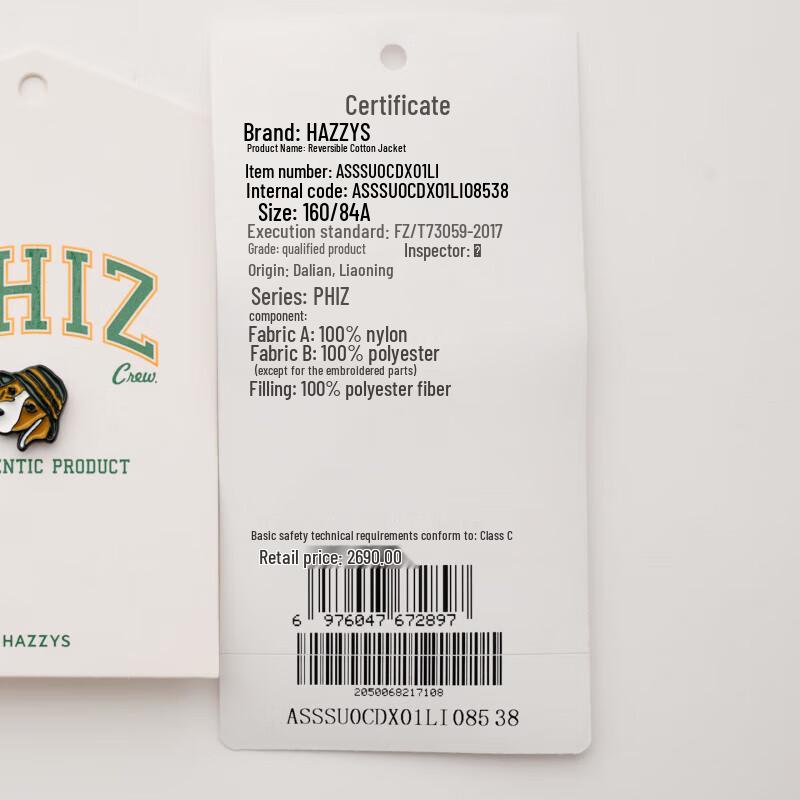 HIZ
Crew.
ENTIC PRODUCT
HAZZYS
Certificate
Brand: HAZZYS
Product Name: Reversible Cotton Jacket
Item number: ASSSU0CDX01LI
Internal code: ASSSU0CDX01LI08538
Size: 160/84A
Execution standard: FZ/T73059-2017
Grade: qualified product
Inspector:
Origin: Dalian, Liaoning
Series: PHIZ
component:
Fabric A: 100% nylon
Fabric B: 100% polyester
(except for the embroidered parts)
Filling: 100% polyester fiber
Basic safety technical requirements conform to: Class C
Retail price: 2690.00
6 976047 672897
2050068217108
ASSSU0CDX01LI08538